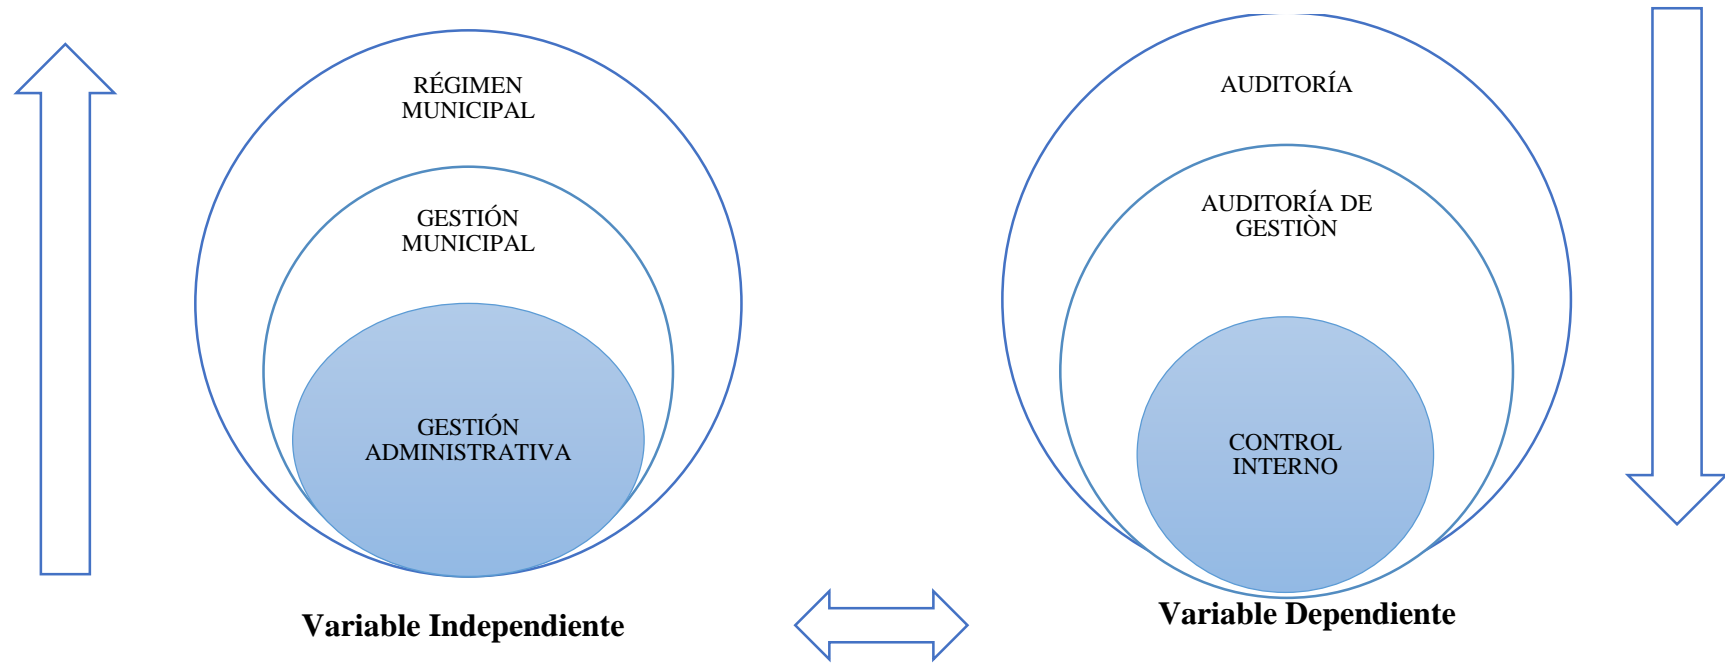 RÉGIMEN
MUNICIPAL
GESTIÓN
MUNICIPAL
GESTIÓN
ADMINISTRATIVA
Variable Independiente
AUDITORÍA
AUDITORÍA DE
GESTIÒN
CONTROL
INTERNO
Variable Dependiente